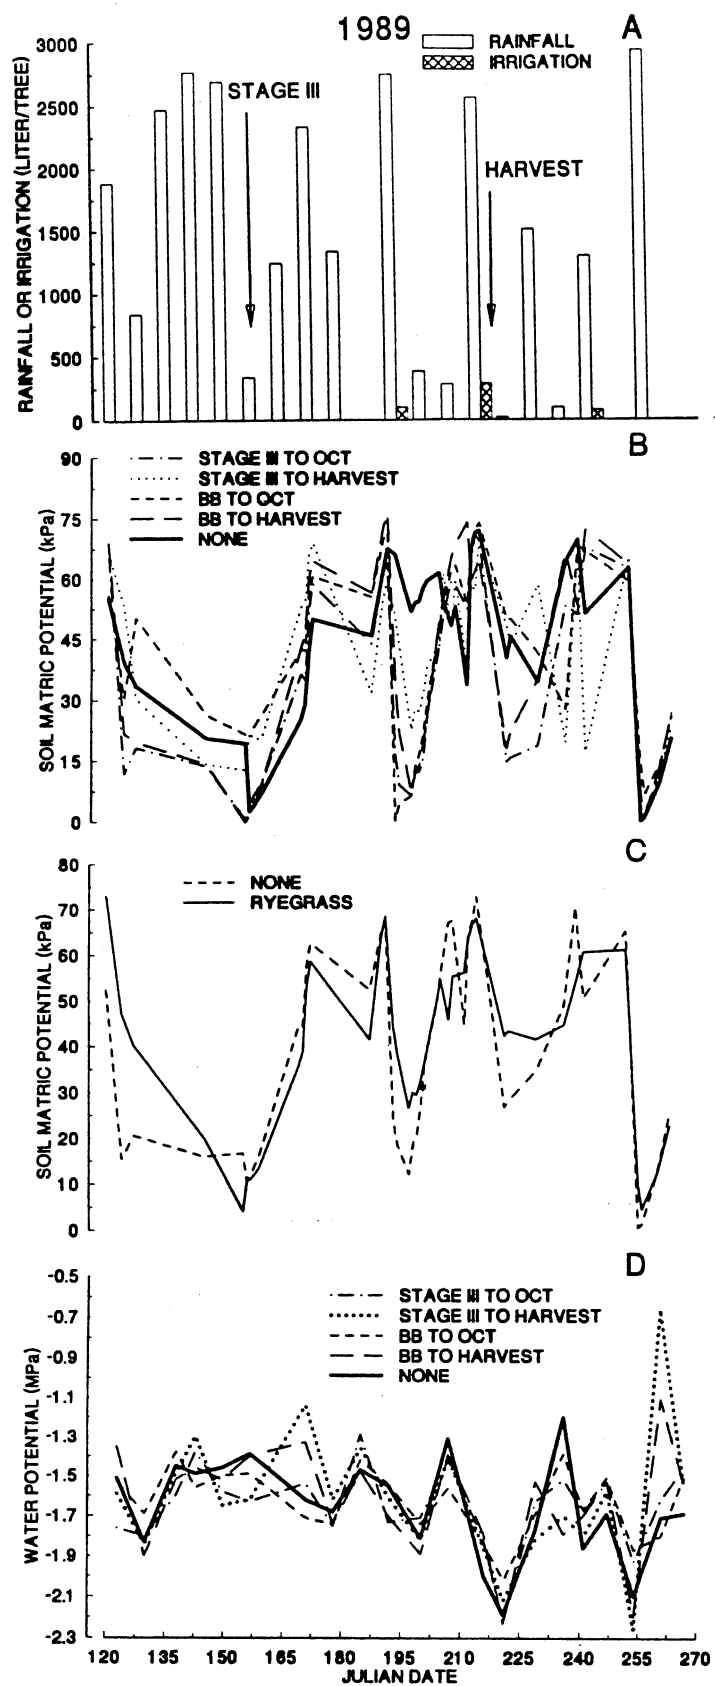 1989
A
RAINFALL
IRRIGATION
STAGE III
HARVEST
RAINFALL OR IRRIGATION (LITER/TREE)
3000
2500
2000
1500
1000
500
0
B
STAGE III TO OCT
STAGE III TO HARVEST
BB TO OCT
BB TO HARVEST
NONE
SOIL MATRIC POTENTIAL (kPa)
90
75
60
45
30
15
0
C
NONE
RYEGRASS
SOIL MATRIC POTENTIAL (kPa)
80
70
60
50
40
30
20
10
0
D
STAGE III TO OCT
STAGE III TO HARVEST
BB TO OCT
BB TO HARVEST
NONE
WATER POTENTIAL (MPa)
-0.5
-0.7
-0.9
-1.1
-1.3
-1.5
-1.7
-1.9
-2.1
-2.3
120 135 150 165 180 195 210 225 240 255 270
JULIAN DATE